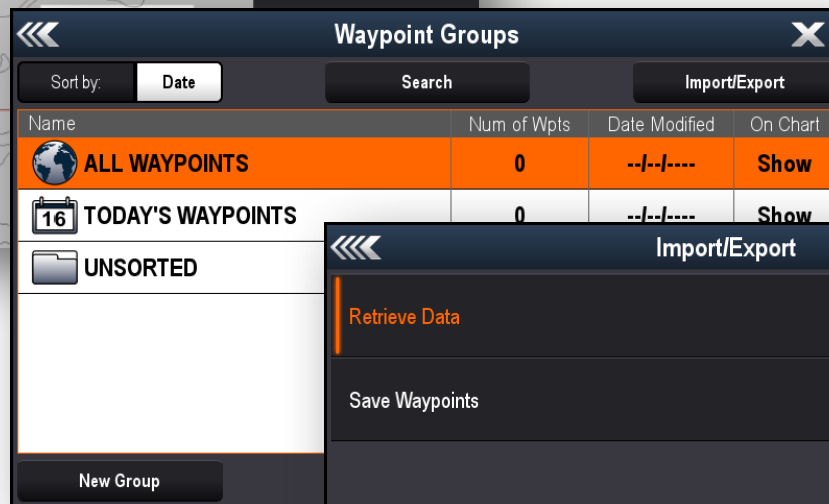 Waypoint Groups
Sort by: Date Search Import/Export
Name Num of Wpts Date Modified On Chart
ALL WAYPOINTS 0 --/--/---- Show
16 TODAY'S WAYPOINTS 0 --/--/---- Show
UNSORTED
Import/Export
Retrieve Data
Save Waypoints
New Group